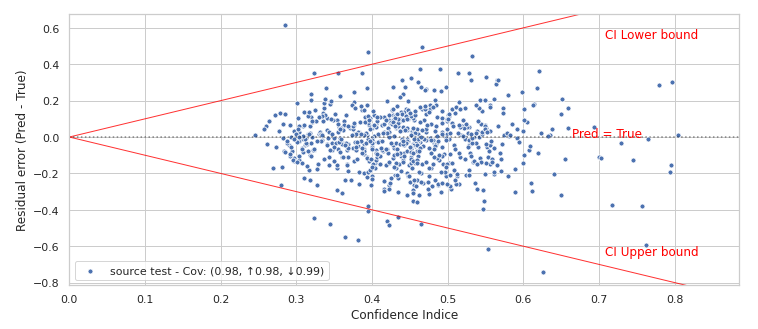 Residual error (Pred - True)
0.6
0.4
0.2
0.0
−0.2
−0.4
−0.6
−0.8
CI Lower bound
Pred = True
CI Upper bound
source test - Cov: (0.98, ↑0.98, ↓0.99)
0.0 0.1 0.2 0.3 0.4 0.5 0.6 0.7 0.8
Confidence Indice